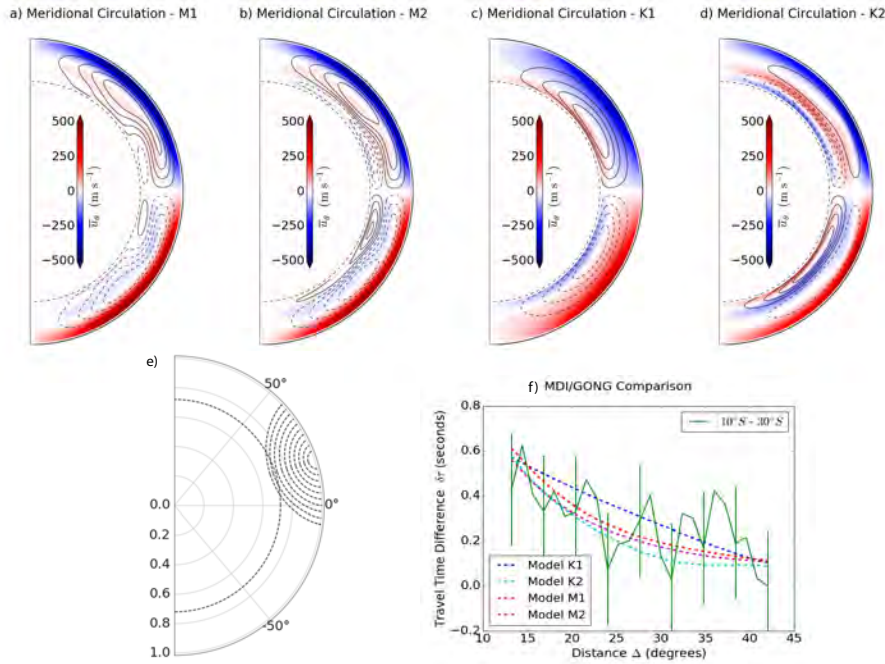 a) Meridional Circulation - M1
b) Meridional Circulation - M2
c) Meridional Circulation - K1
d) Meridional Circulation - K2
500
250
0
−250
−500
u̅θ (m s⁻¹)
500
250
0
−250
−500
u̅θ (m s⁻¹)
500
250
0
−250
−500
u̅θ (m s⁻¹)
500
250
0
−250
−500
u̅θ (m s⁻¹)
e)
50°
0°
-50°
0.0
0.2
0.4
0.6
0.8
1.0
f) MDI/GONG Comparison
10°S - 30°S
Travel Time Difference δτ (seconds)
0.8
0.6
0.4
0.2
0.0
−0.2
Model K1
Model K2
Model M1
Model M2
10 15 20 25 30 35 40 45
Distance Δ (degrees)